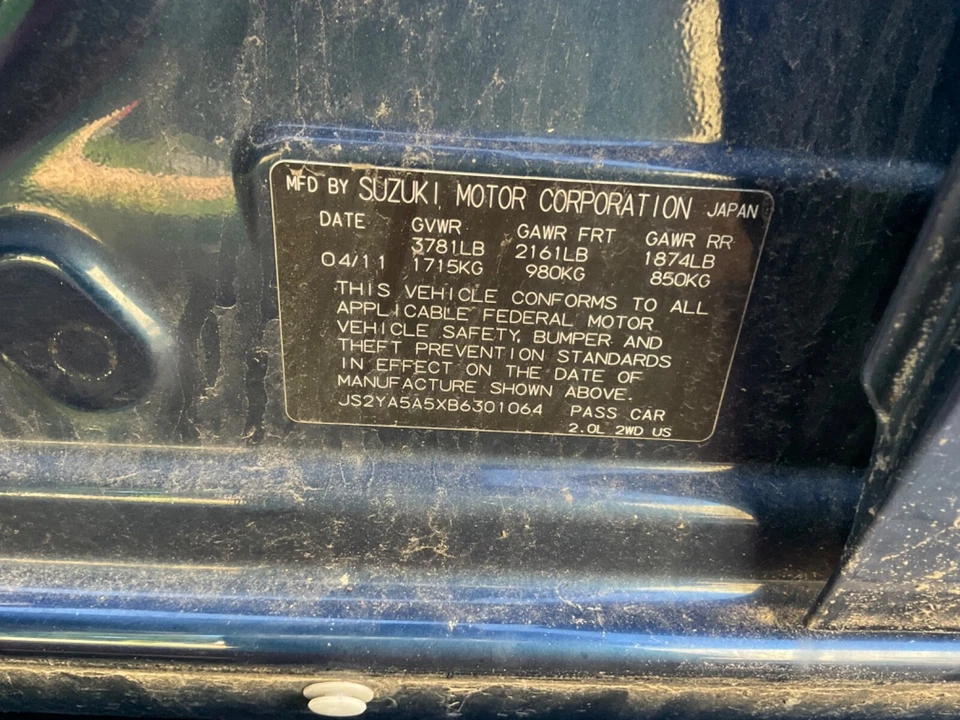 MFD BY SUZUKI MOTOR CORPORATION JAPAN
DATE GVWR GAWR FRT GAWR RR
3781LB 2161LB 1874LB
04/11 1715KG 980KG 850KG
THIS VEHICLE CONFORMS TO ALL
APPLICABLE FEDERAL MOTOR
VEHICLE SAFETY, BUMPER AND
THEFT PREVENTION STANDARDS
IN EFFECT ON THE DATE OF
MANUFACTURE SHOWN ABOVE.
JS2YA5A5XB6301064 PASS CAR
2.0L 2WD US